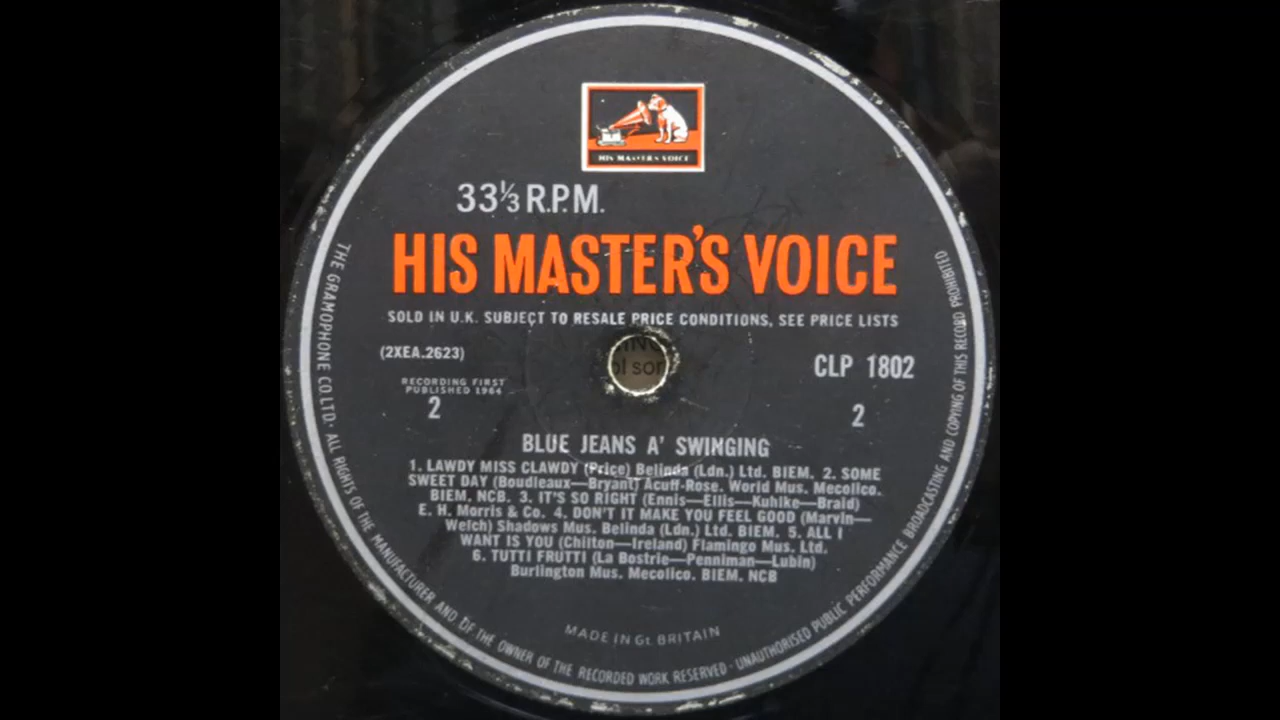 HIS MASTER'S VOICE
33⅓ R.P.M.
HIS MASTER'S VOICE
SOLD IN U.K. SUBJECT TO RESALE PRICE CONDITIONS, SEE PRICE LISTS
(2XEA.2623)
CLP 1802
RECORDING FIRST
PUBLISHED 1964
2
2
BLUE JEANS A' SWINGING
1. LAWDY MISS CLAWDY (Price) Belinda (Ldn.) Ltd. BIEM. 2. SOME
SWEET DAY (Boudleaux—Bryant) Acuff-Rose. World Mus. Mecolico.
BIEM. NCB. 3. IT'S SO RIGHT (Ennis—Ellis—Kuhlke—Braid)
E. H. Morris & Co. 4. DON'T IT MAKE YOU FEEL GOOD (Marvin—
Welch) Shadows Mus. Belinda (Ldn.) Ltd. BIEM. 5. ALL I
WANT IS YOU (Chilton—Ireland) Flamingo Mus. Ltd.
6. TUTTI FRUTTI (La Bostrie—Penniman—Lubin)
Burlington Mus. Mecolico. BIEM. NCB
MADE IN Gt. BRITAIN
THE GRAMOPHONE CO. LTD · ALL RIGHTS OF THE MANUFACTURER AND OF THE OWNER OF THE RECORDED WORK RESERVED · UNAUTHORISED PUBLIC PERFORMANCE BROADCASTING AND COPYING OF THIS RECORD PROHIBITED